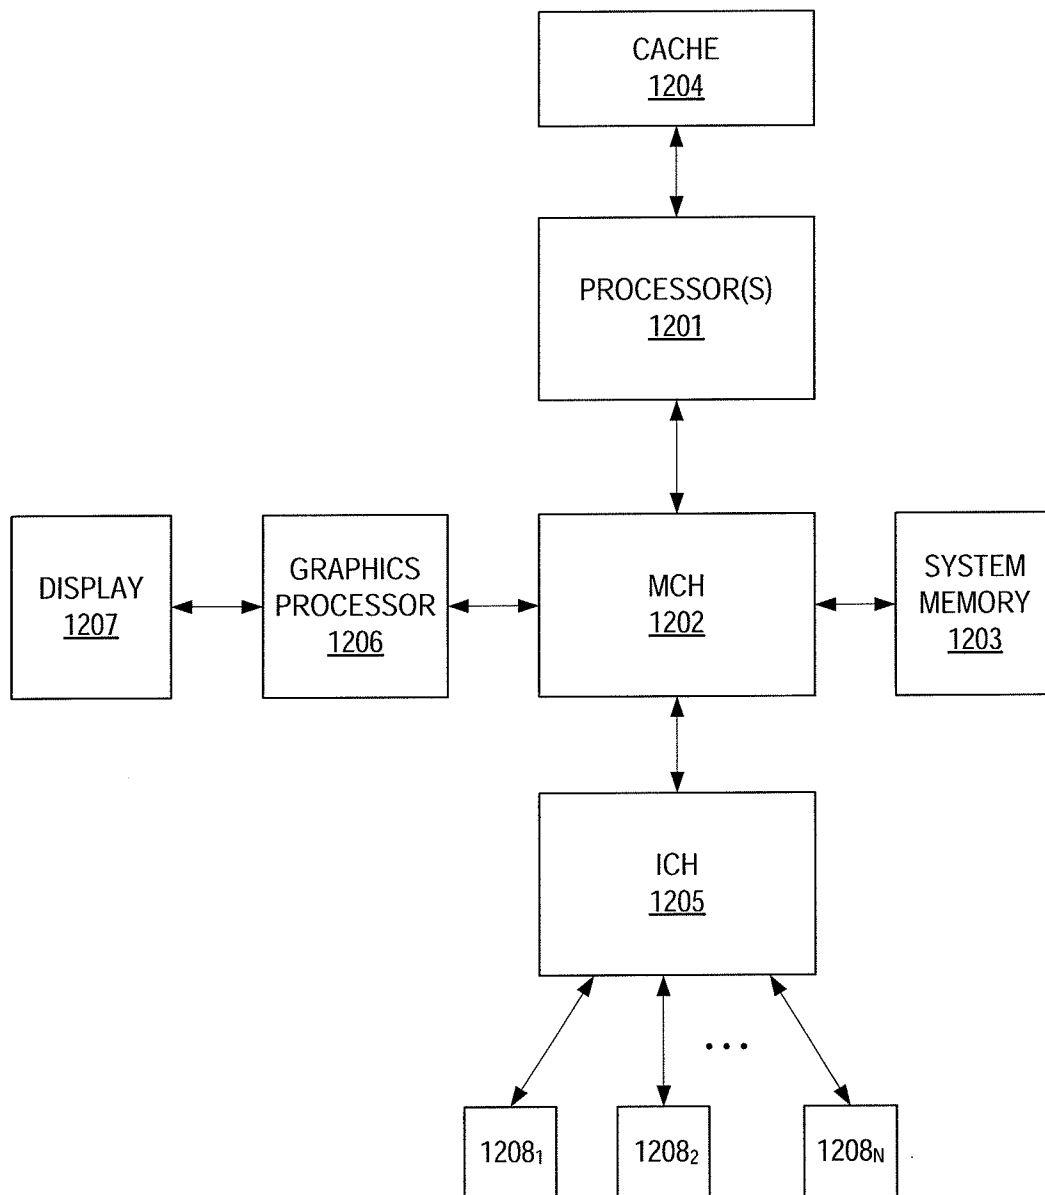 CACHE
1204
PROCESSOR(S)
1201
DISPLAY
1207
GRAPHICS
PROCESSOR
1206
MCH
1202
SYSTEM
MEMORY
1203
ICH
1205
...
1208₁
1208₂
1208N